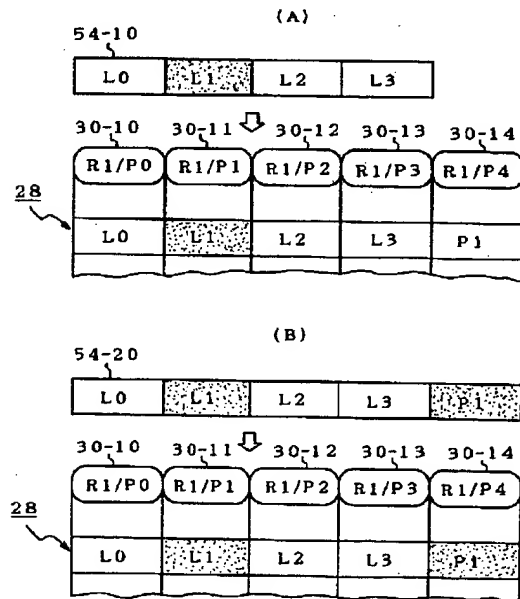 (A)
54-10
L0 L1 L2 L3
30-10 30-11 30-12 30-13 30-14
R1/P0 R1/P1 R1/P2 R1/P3 R1/P4
28
L0 L1 L2 L3 P1
(B)
54-20
L0 L1 L2 L3 P1
30-10 30-11 30-12 30-13 30-14
R1/P0 R1/P1 R1/P2 R1/P3 R1/P4
28
L0 L1 L2 L3 P1